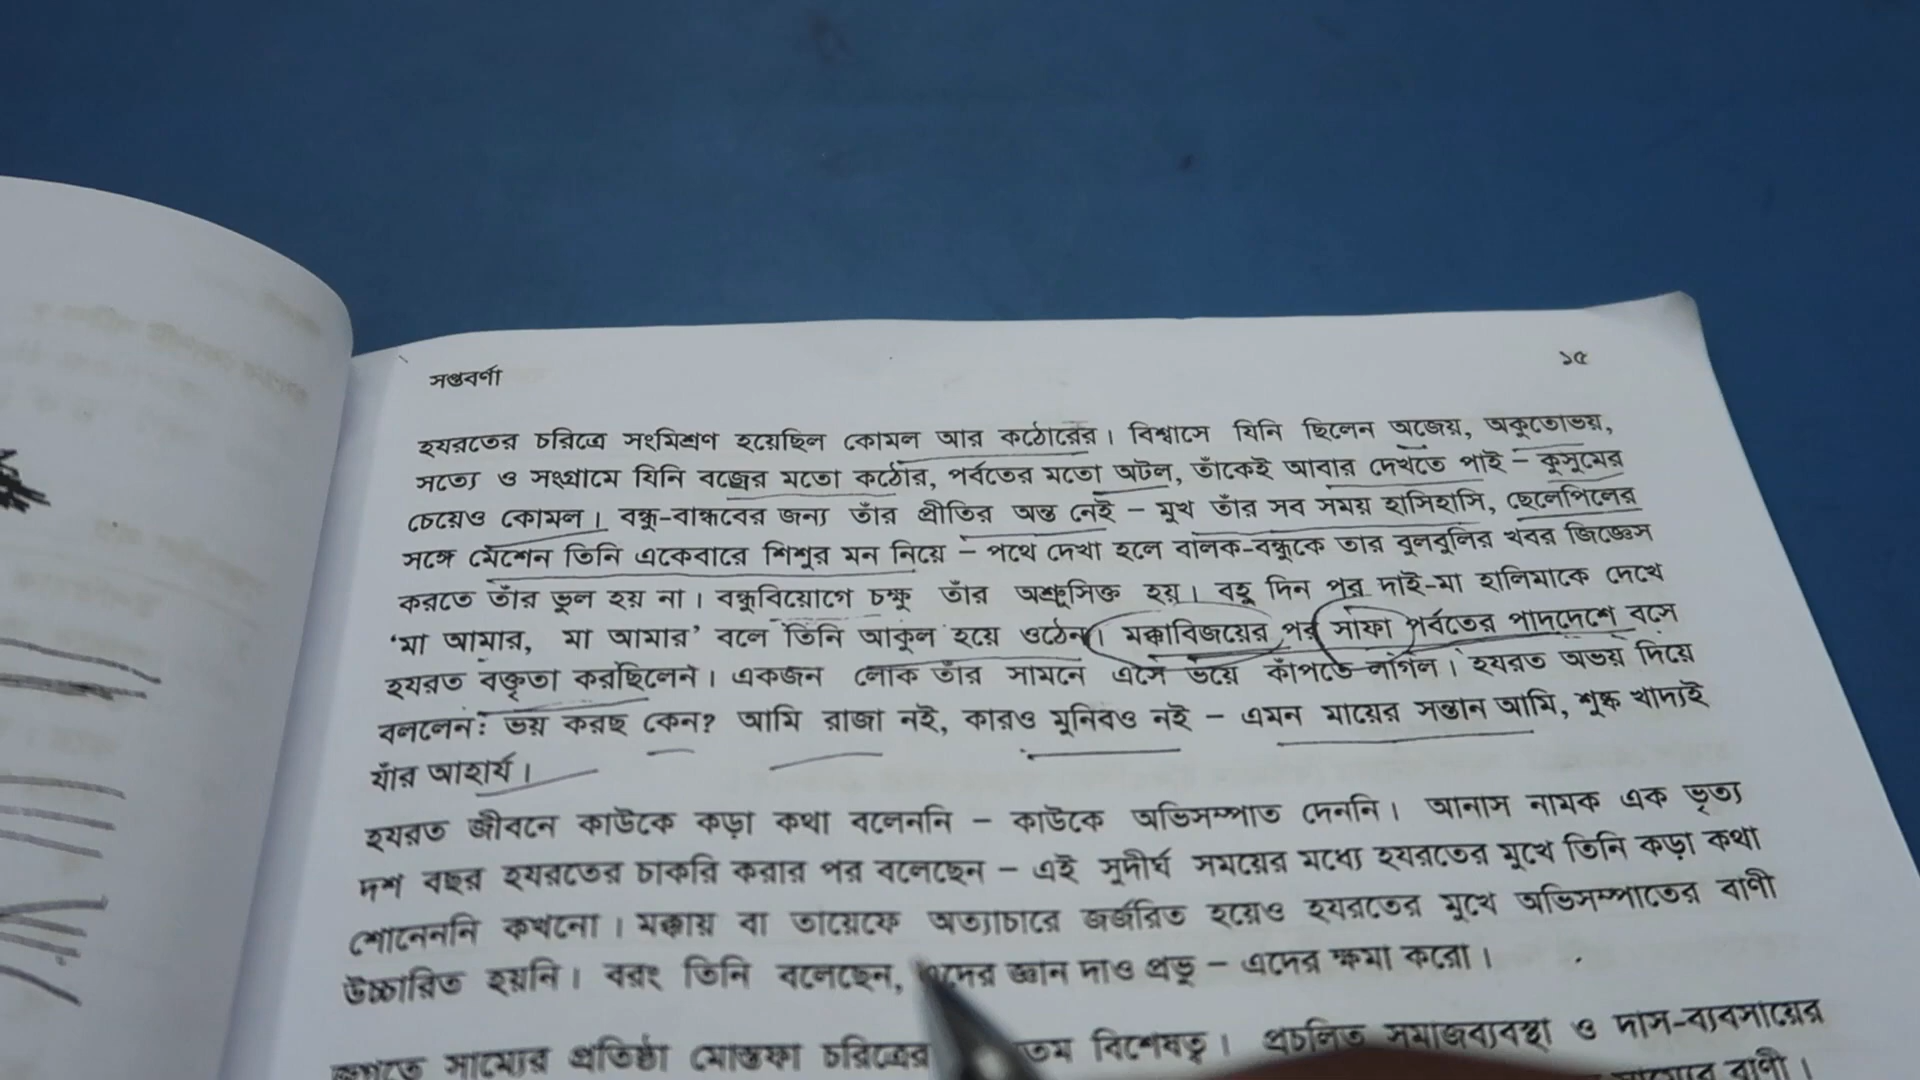 সপ্তবর্ণা
১৫
হযরতের চরিত্রে সংমিশ্রণ হয়েছিল কোমল আর কঠোরের। বিশ্বাসে যিনি ছিলেন অজেয়, অকুতোভয়,
সত্যে ও সংগ্রামে যিনি বজ্রের মতো কঠোর, পর্বতের মতো অটল, তাঁকেই আবার দেখতে পাই – কুসুমের
চেয়েও কোমল। বন্ধু-বান্ধবের জন্য তাঁর প্রীতির অন্ত নেই – মুখ তাঁর সব সময় হাসিহাসি, ছেলেপিলের
সঙ্গে মেশেন তিনি একেবারে শিশুর মন নিয়ে – পথে দেখা হলে বালক-বন্ধুকে তার বুলবুলির খবর জিজ্ঞেস
করতে তাঁর ভুল হয় না। বন্ধুবিয়োগে চক্ষু তাঁর অশ্রুসিক্ত হয়। বহু দিন পর দাই-মা হালিমাকে দেখে
‘মা আমার, মা আমার’ বলে তিনি আকুল হয়ে ওঠেন। মক্কাবিজয়ের পর সাফা পর্বতের পাদদেশে বসে
হযরত বক্তৃতা করছিলেন। একজন লোক তাঁর সামনে এসে ভয়ে কাঁপতে লাগল। হযরত অভয় দিয়ে
বললেন: ভয় করছ কেন? আমি রাজা নই, কারও মুনিবও নই – এমন মায়ের সন্তান আমি, শুষ্ক খাদ্যই
যাঁর আহার্য।
হযরত জীবনে কাউকে কড়া কথা বলেননি – কাউকে অভিসম্পাত দেননি। আনাস নামক এক ভৃত্য
দশ বছর হযরতের চাকরি করার পর বলেছেন – এই সুদীর্ঘ সময়ের মধ্যে হযরতের মুখে তিনি কড়া কথা
শোনেননি কখনো। মক্কায় বা তায়েফে অত্যাচারে জর্জরিত হয়েও হযরতের মুখে অভিসম্পাতের বাণী
উচ্চারিত হয়নি। বরং তিনি বলেছেন, এদের জ্ঞান দাও প্রভু – এদের ক্ষমা করো।
সাম্যের প্রতিষ্ঠা মোস্তফা চরিত্রের বিশেষত্ব। প্রচলিত সমাজব্যবস্থা ও দাস-ব্যবসায়ের
বাণী।